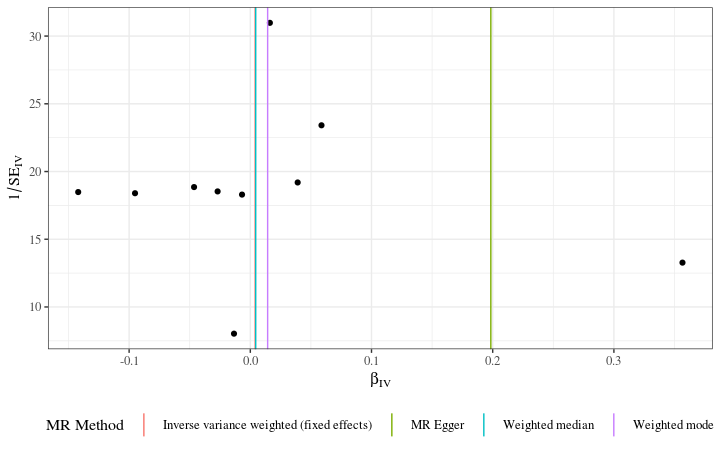 1/SE_IV
30
25
20
15
10
-0.1 0.0 0.1 0.2 0.3
β_IV
MR Method Inverse variance weighted (fixed effects) MR Egger Weighted median Weighted mode